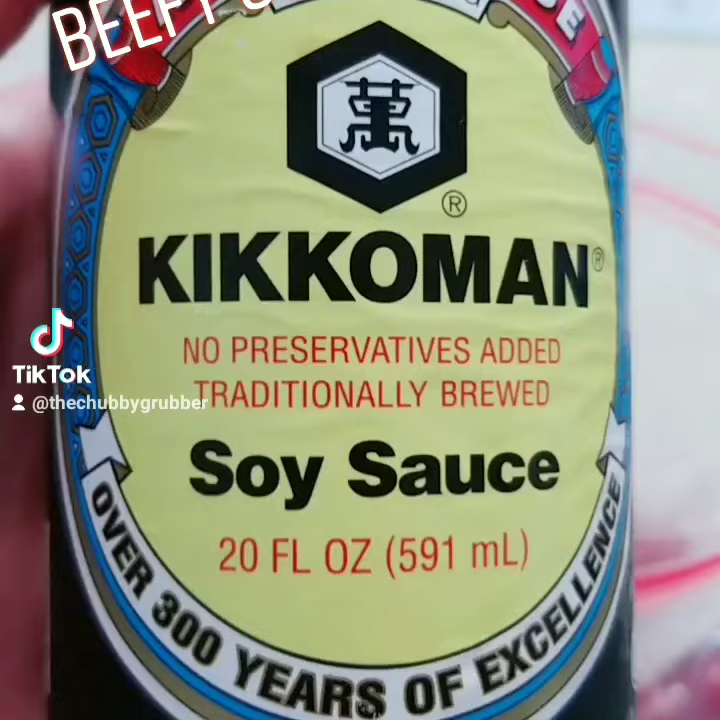 BEEFY
萬
®
KIKKOMAN®
NO PRESERVATIVES ADDED
TRADITIONALLY BREWED
Soy Sauce
20 FL OZ (591 mL)
OVER 300 YEARS OF EXCELLENCE
TikTok
@thechubbygrubber